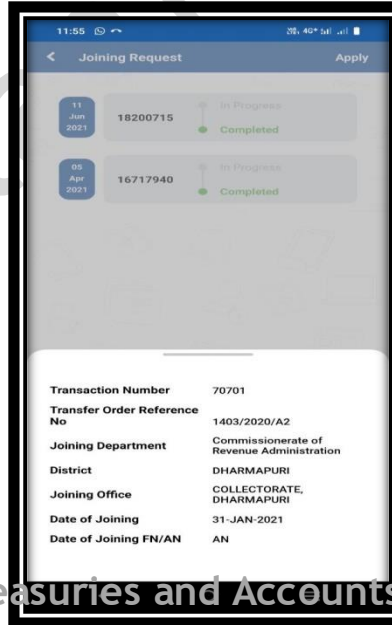 11:55
4G+
Joining Request
Apply
11
Jun
2021
18200715
In Progress
Completed
05
Apr
2021
16717940
In Progress
Completed
Transaction Number 70701
Transfer Order Reference
No 1403/2020/A2
Joining Department Commissionerate of
Revenue Administration
District DHARMAPURI
Joining Office COLLECTORATE,
DHARMAPURI
Date of Joining 31-JAN-2021
Date of Joining FN/AN AN
easuries and Accounts